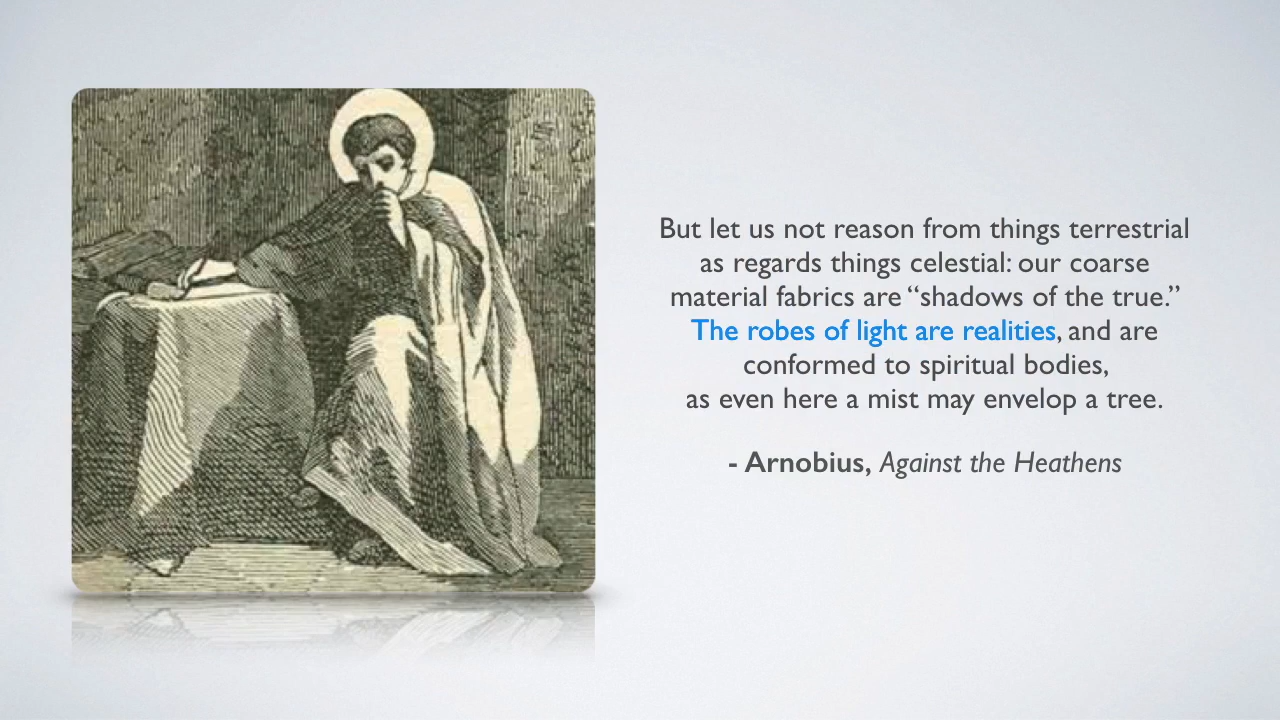 But let us not reason from things terrestrial
as regards things celestial: our coarse
material fabrics are “shadows of the true.”
The robes of light are realities, and are
conformed to spiritual bodies,
as even here a mist may envelop a tree.
- Arnobius, Against the Heathens